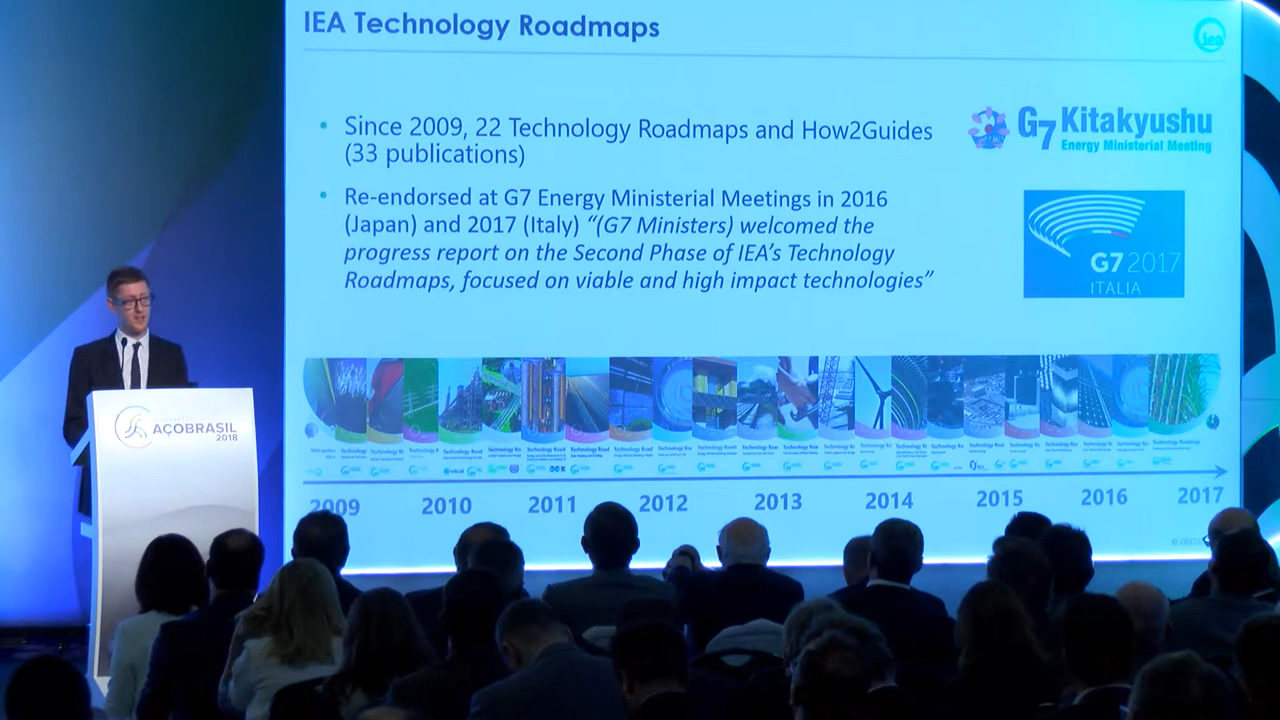 IEA Technology Roadmaps
iea
• Since 2009, 22 Technology Roadmaps and How2Guides
(33 publications)
• Re-endorsed at G7 Energy Ministerial Meetings in 2016
(Japan) and 2017 (Italy) “(G7 Ministers) welcomed the
progress report on the Second Phase of IEA’s Technology
Roadmaps, focused on viable and high impact technologies”
G7 Kitakyushu
Energy Ministerial Meeting
G7 2017
ITALIA
2009 2010 2011 2012 2013 2014 2015 2016 2017
AÇOBRASIL
2018